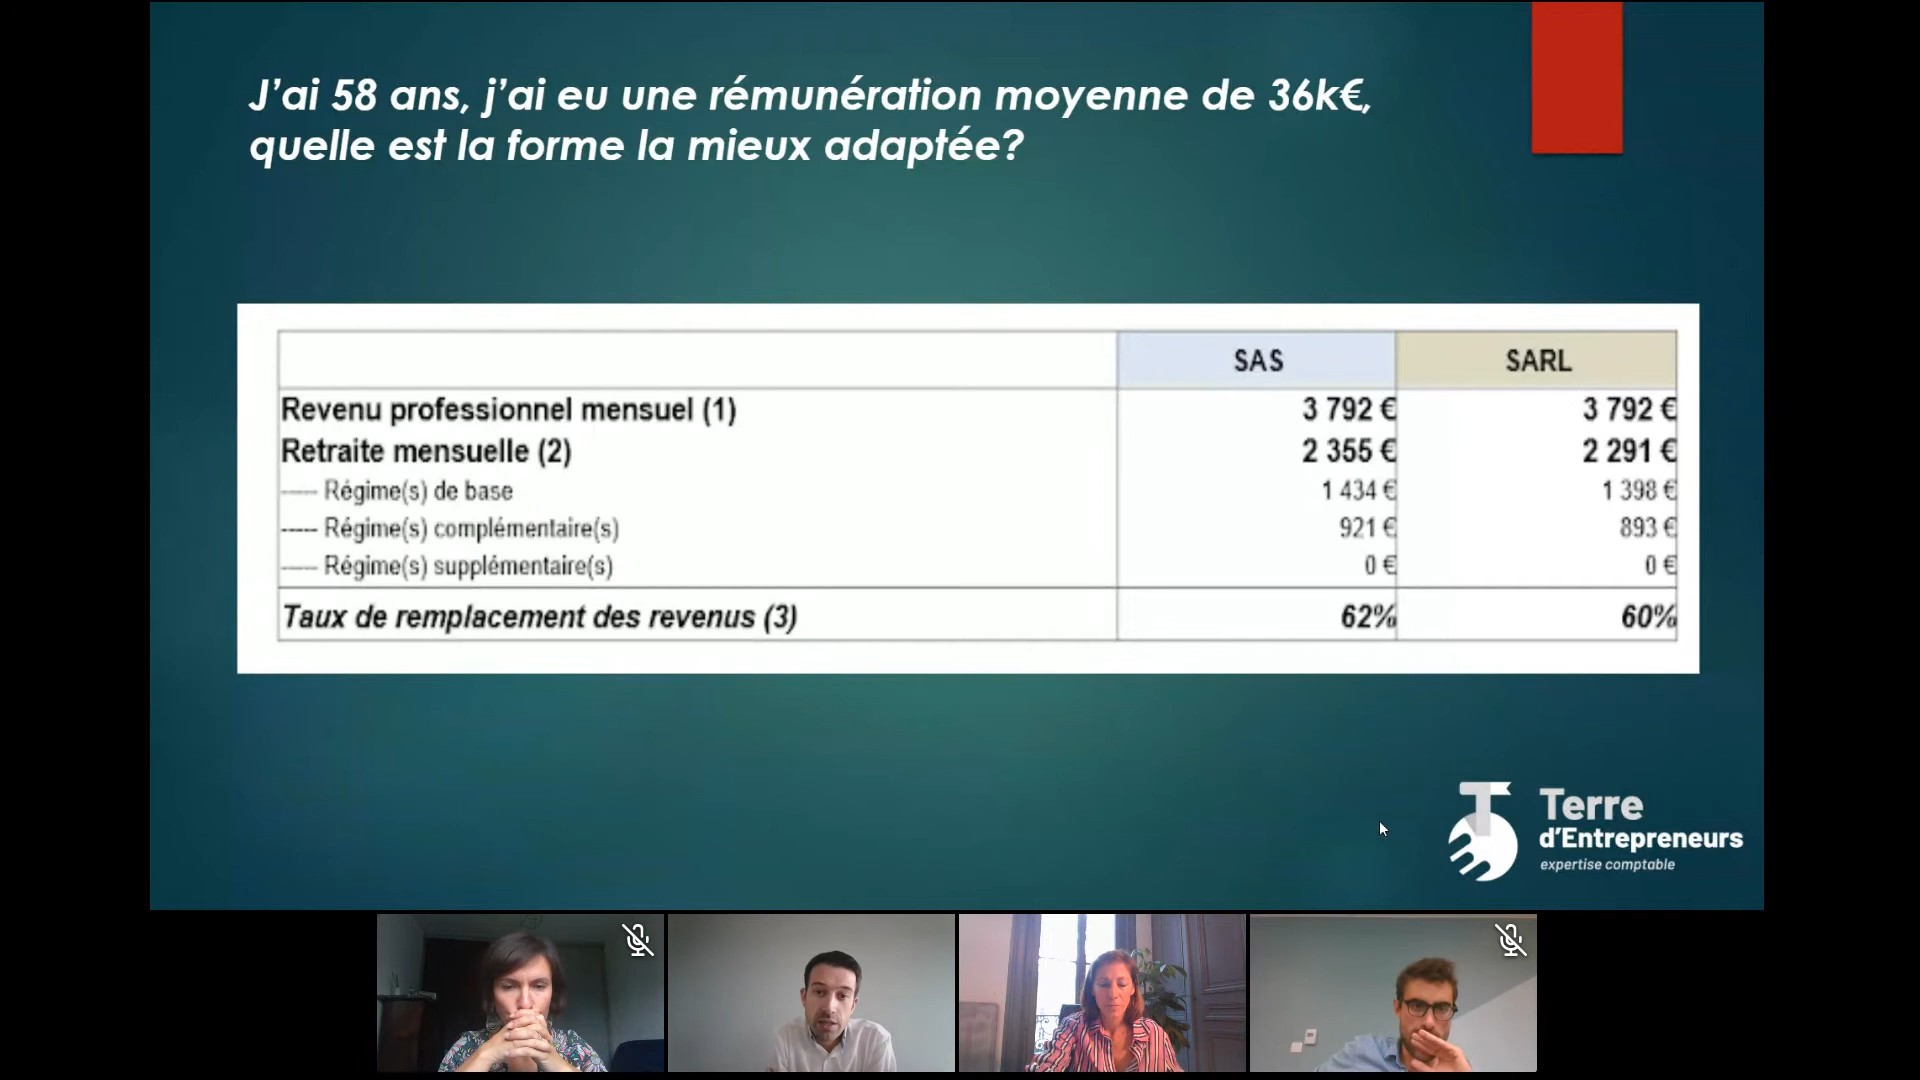 J'ai 58 ans, j'ai eu une rémunération moyenne de 36k€,
quelle est la forme la mieux adaptée?
SAS SARL
Revenu professionnel mensuel (1) 3 792 € 3 792 €
Retraite mensuelle (2) 2 355 € 2 291 €
----- Régime(s) de base 1 434 € 1 398 €
----- Régime(s) complémentaire(s) 921 € 893 €
----- Régime(s) supplémentaire(s) 0 € 0 €
Taux de remplacement des revenus (3) 62% 60%
Terre
d'Entrepreneurs
expertise comptable